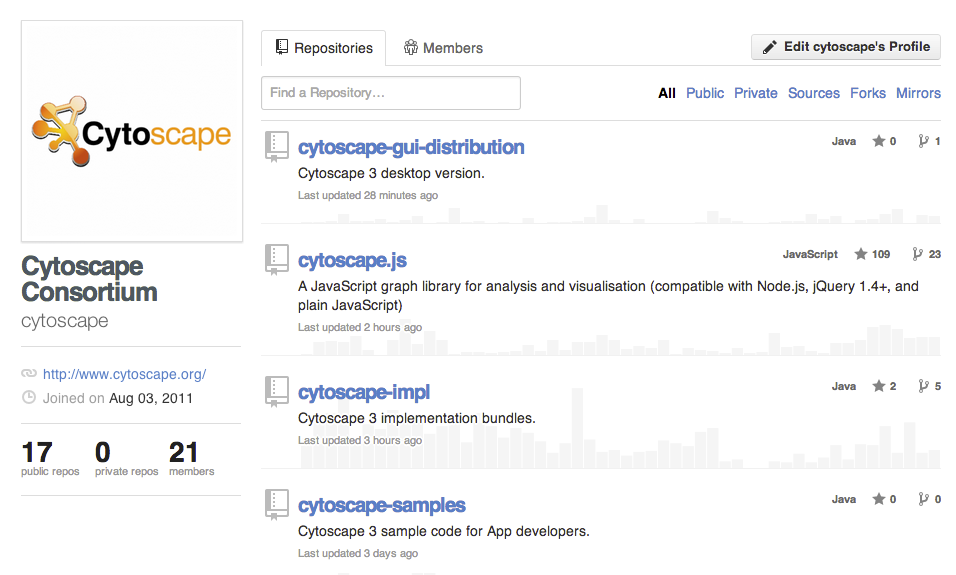 Cytoscape
Cytoscape
Consortium
cytoscape
http://www.cytoscape.org/
Joined on Aug 03, 2011
17 0 21
public repos private repos members
Repositories Members Edit cytoscape's Profile
Find a Repository... All Public Private Sources Forks Mirrors
cytoscape-gui-distribution Java 0 1
Cytoscape 3 desktop version.
Last updated 28 minutes ago
cytoscape.js JavaScript 109 23
A JavaScript graph library for analysis and visualisation (compatible with Node.js, jQuery 1.4+, and
plain JavaScript)
Last updated 2 hours ago
cytoscape-impl Java 2 5
Cytoscape 3 implementation bundles.
Last updated 3 hours ago
cytoscape-samples Java 0 0
Cytoscape 3 sample code for App developers.
Last updated 3 days ago